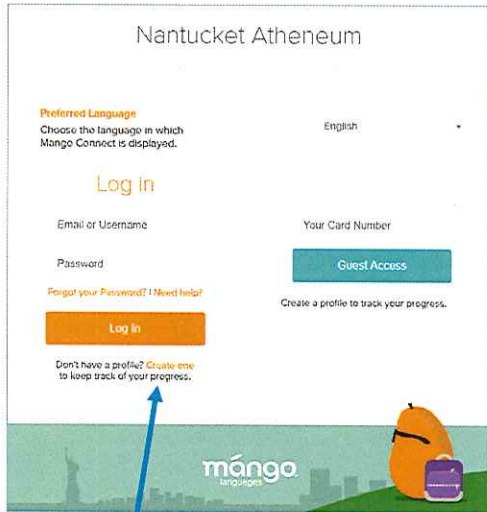 Nantucket Atheneum
Preferred Language
Choose the language in which
Mango Connect is displayed.
English
Log in
Email or Username
Password
Forgot your Password? | Need help?
Log In
Don't have a profile? Create one
to keep track of your progress.
Your Card Number
Guest Access
Create a profile to track your progress.
mango
languages